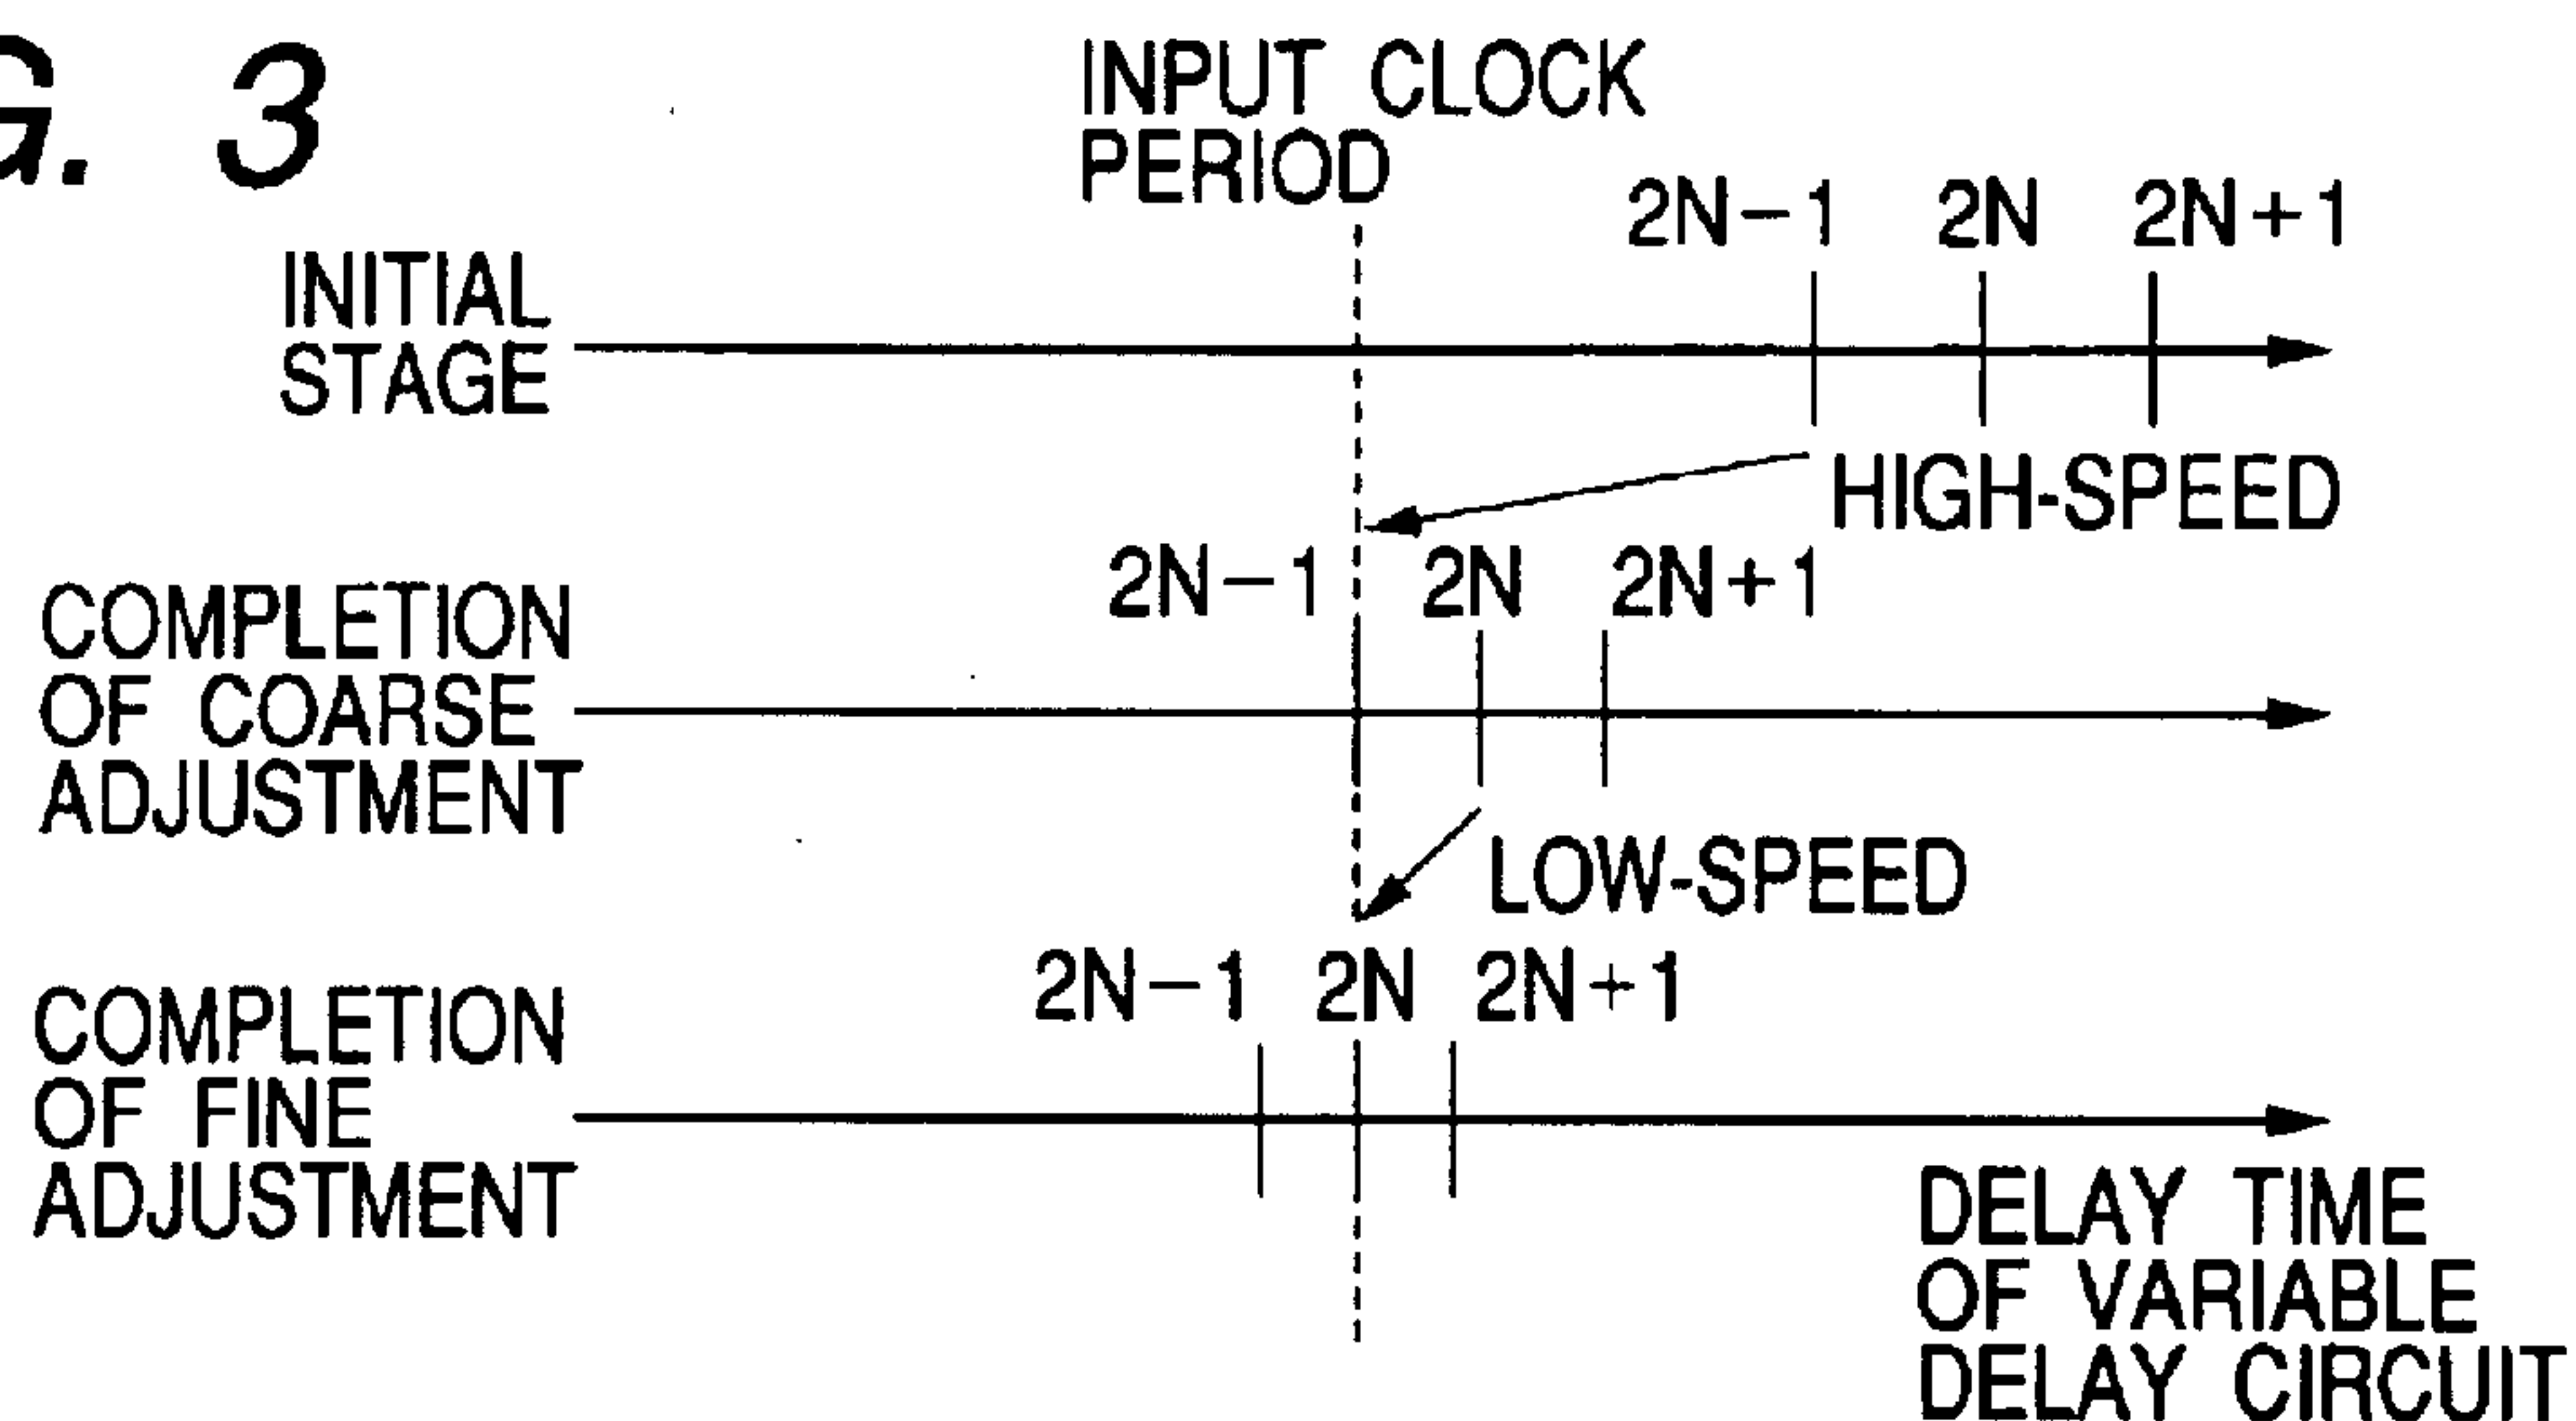 G. 3
INPUT CLOCK
PERIOD
2N-1 2N 2N+1
INITIAL
STAGE
HIGH-SPEED
2N-1 2N 2N+1
COMPLETION
OF COARSE
ADJUSTMENT
LOW-SPEED
2N-1 2N 2N+1
COMPLETION
OF FINE
ADJUSTMENT
DELAY TIME
OF VARIABLE
DELAY CIRCUIT